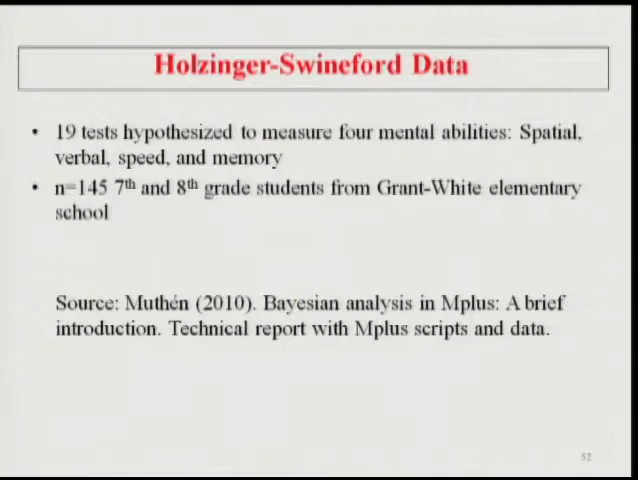 Holzinger-Swineford Data
• 19 tests hypothesized to measure four mental abilities: Spatial,
verbal, speed, and memory
• n=145 7th and 8th grade students from Grant-White elementary
school
Source: Muthén (2010). Bayesian analysis in Mplus: A brief
introduction. Technical report with Mplus scripts and data.
52